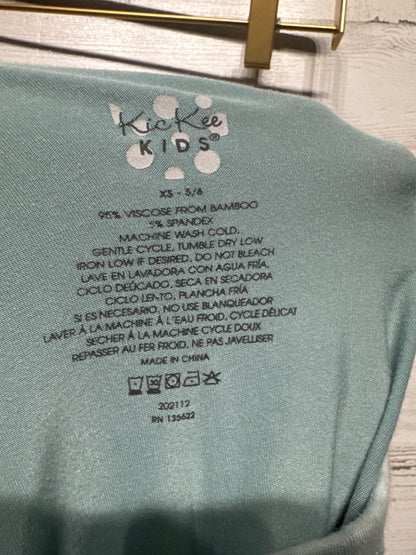 KicKee
KIDS®
XS - 5/6
95% VISCOSE FROM BAMBOO
5% SPANDEX
MACHINE WASH COLD,
GENTLE CYCLE, TUMBLE DRY LOW
IRON LOW IF DESIRED, DO NOT BLEACH
LAVE EN LAVADORA CON AGUA FRÍA,
CICLO DELICADO, SECA EN SECADORA
CICLO LENTO, PLANCHA FRÍA
SI ES NECESARIO, NO USE BLANQUEADOR
LAVER À LA MACHINE À L'EAU FROID, CYCLE DÉLICAT
SÉCHER À LA MACHINE CYCLE DOUX
REPASSER AU FER FROID, NE PAS JAVELLISER
MADE IN CHINA
202112
RN 135622